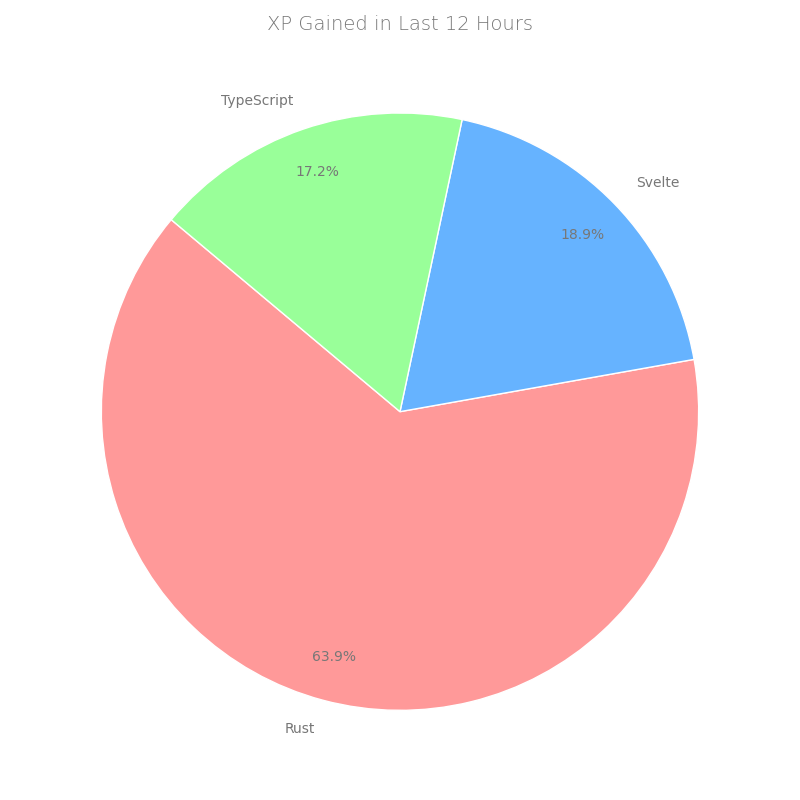 XP Gained in Last 12 Hours
TypeScript
17.2%
Svelte
18.9%
63.9%
Rust